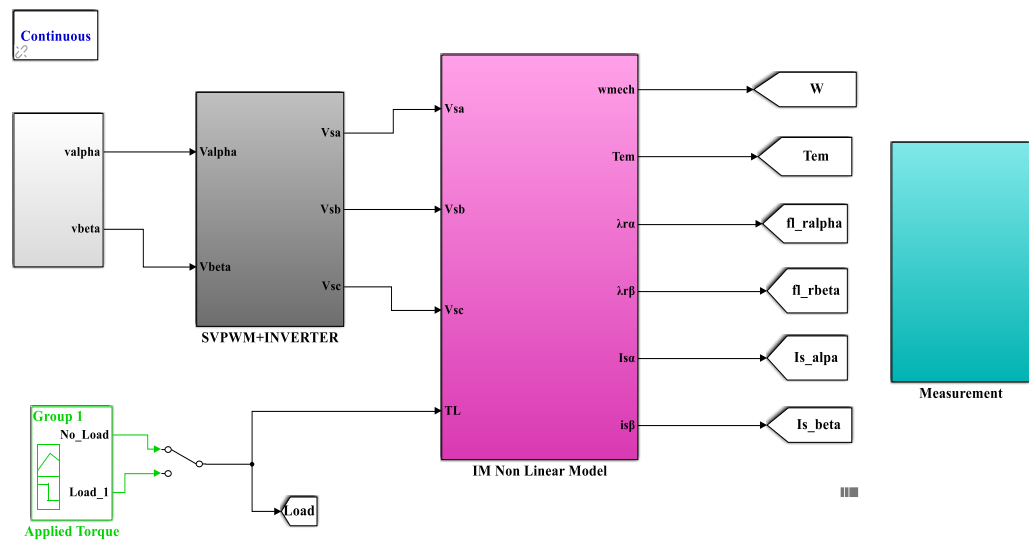 Continuous
valpha
vbeta
Valpha
Vbeta
Vsa
Vsb
Vsc
SVPWM+INVERTER
Vsa
Vsb
Vsc
TL
wmech
Tem
λrα
λrβ
Isα
isβ
IM Non Linear Model
W
Tem
fl_ralpha
fl_rbeta
Is_alpa
Is_beta
Measurement
Group 1
No_Load
Load_1
Applied Torque
Load